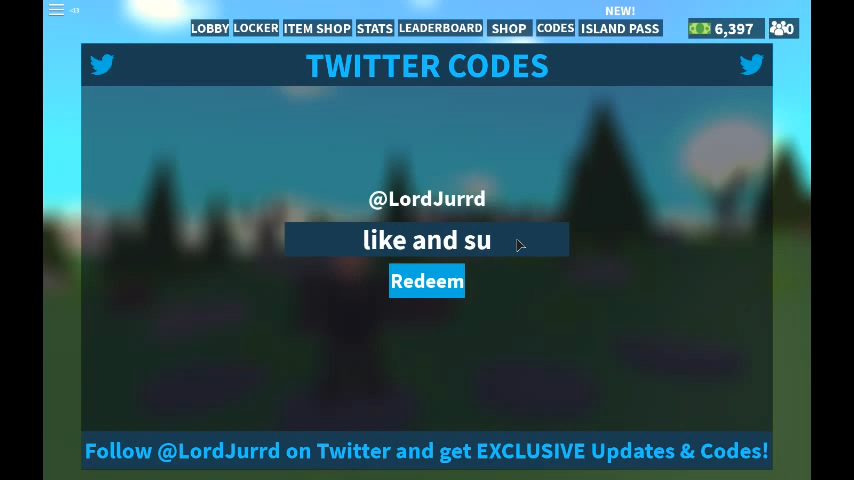 NEW!
LOBBY LOCKER ITEM SHOP STATS LEADERBOARD SHOP CODES ISLAND PASS 6,397 0
TWITTER CODES
@LordJurrd
like and su
Redeem
Follow @LordJurrd on Twitter and get EXCLUSIVE Updates & Codes!